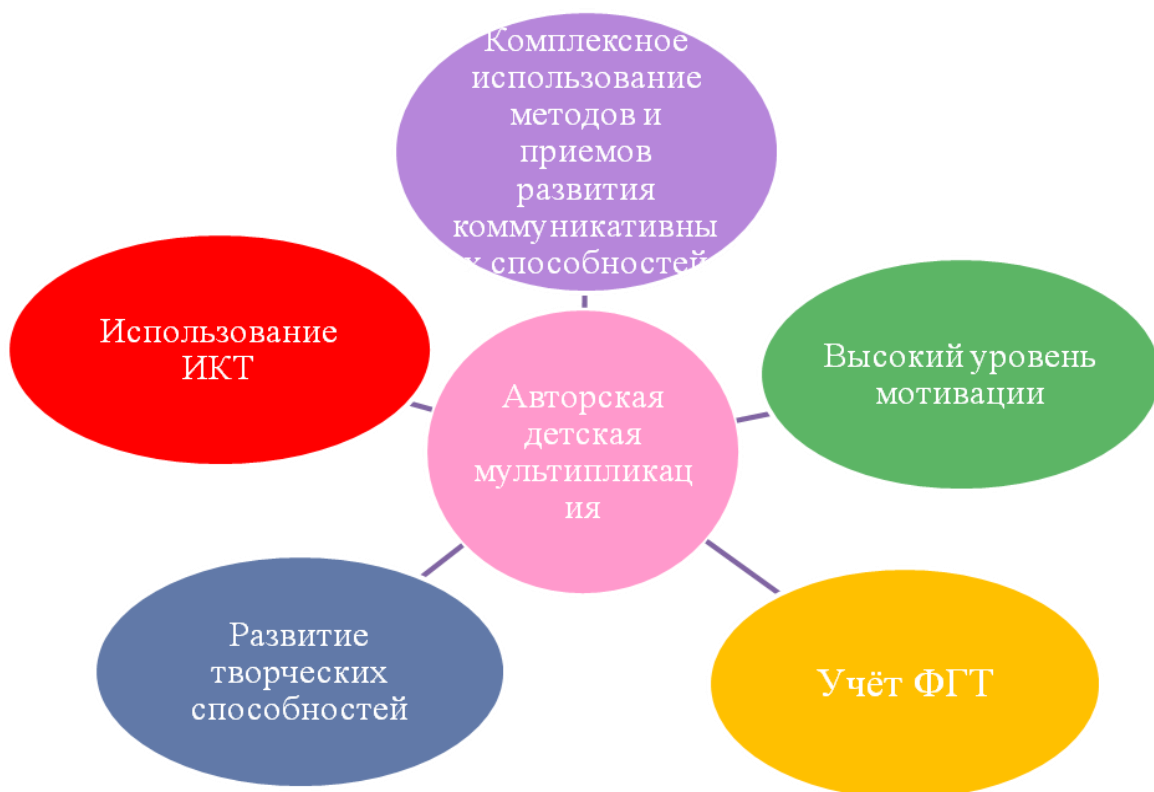 Комплексное
использование
методов и
приемов
развития
коммуникативны
х способностей
Использование
ИКТ
Высокий уровень
мотивации
Авторская
детская
мультипликац
ия
Развитие
творческих
способностей
Учёт ФГТ